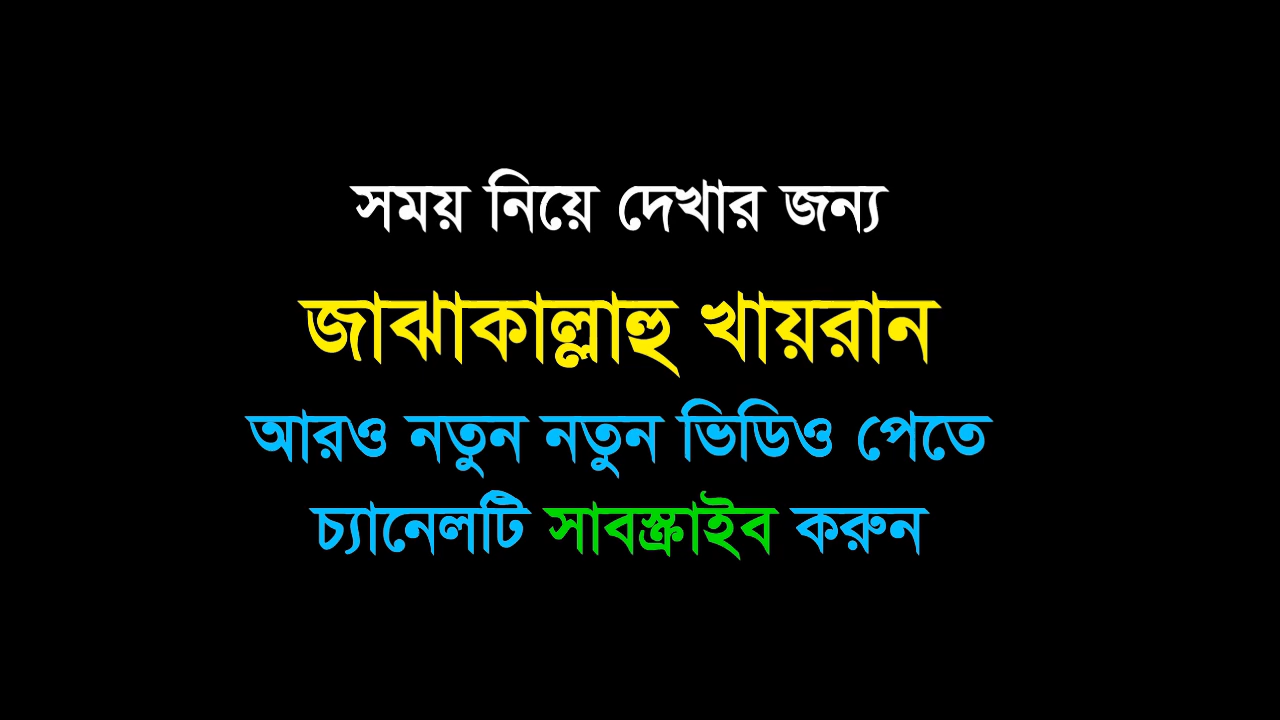 সময় নিয়ে দেখার জন্য
জাঝাকাল্লাহু খায়রান
আরও নতুন নতুন ভিডিও পেতে
চ্যানেলটি সাবস্ক্রাইব করুন